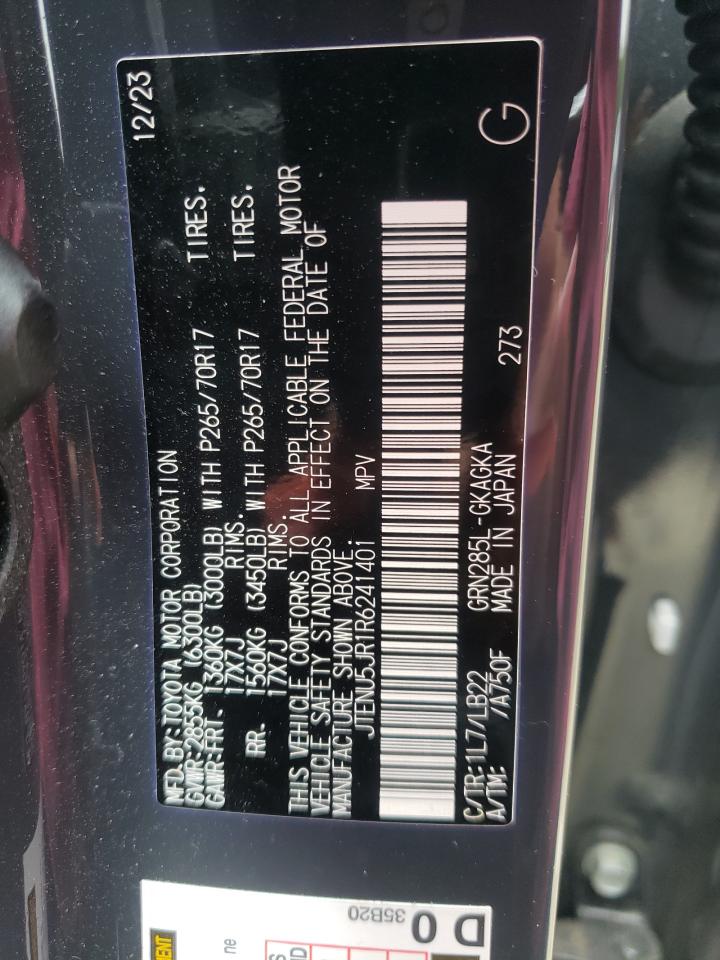 MFD.BY:TOYOTA MOTOR CORPORATION 12/23
GVWR:2855KG (6300LB)
GAWR:FRT. 1360KG (3000LB) WITH P265/70R17 TIRES.
17X7J RIMS.
RR. 1560KG (3450LB) WITH P265/70R17 TIRES.
17X7J RIMS.
THIS VEHICLE CONFORMS TO ALL APPLICABLE FEDERAL MOTOR
VEHICLE SAFETY STANDARDS IN EFFECT ON THE DATE OF
MANUFACTURE SHOWN ABOVE.
JTENU5JR1R6241401 MPV
C/TR:1L7/LB22 GRN285L-GKAGKA 273 G
A/TM: /A750F MADE IN JAPAN
35B20
D 0
ne